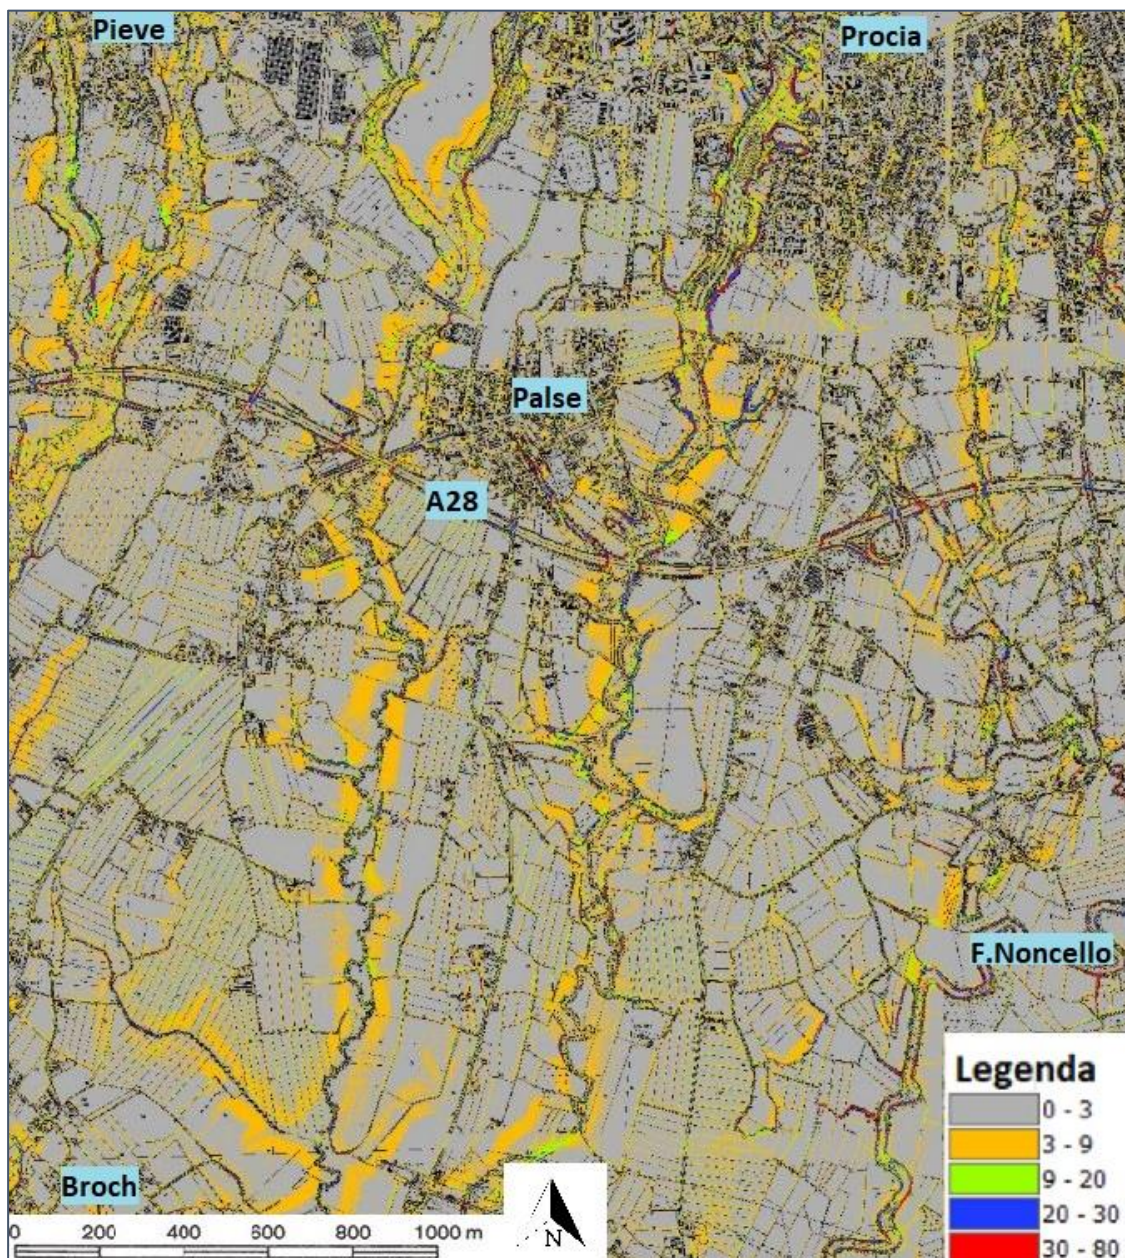 Pieve
Procia
Palse
A28
F.Noncello
Legenda
0 - 3
3 - 9
9 - 20
20 - 30
30 - 80
Broch
0 200 400 600 800 1000 m
N